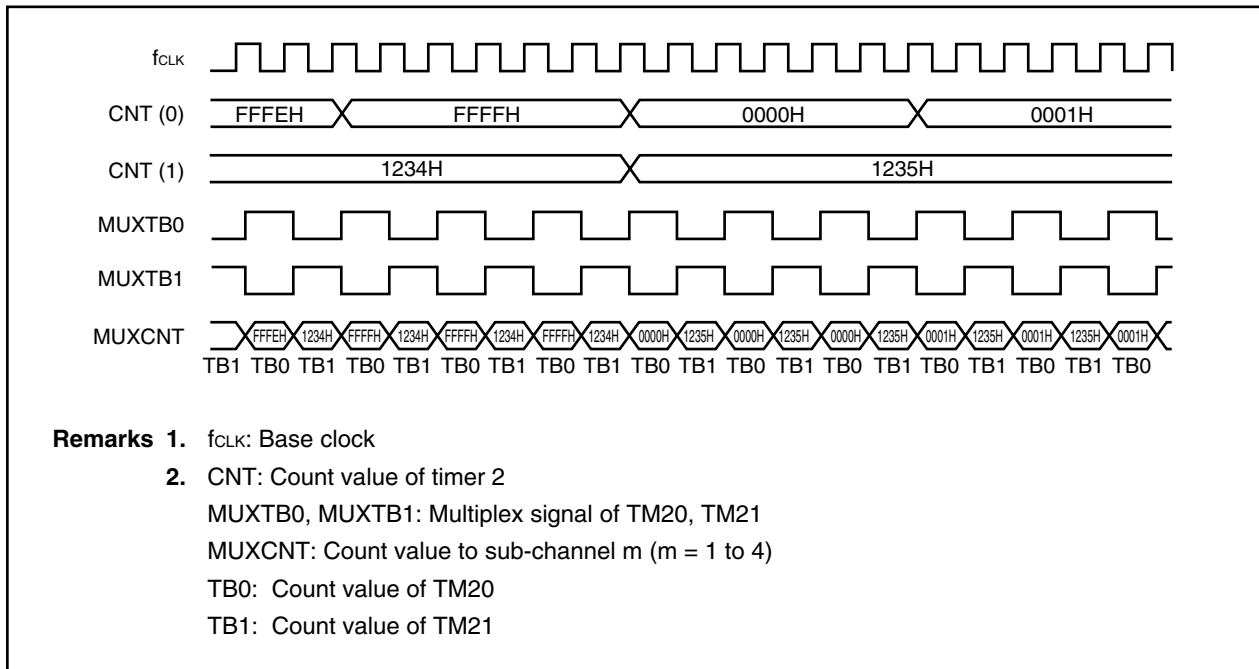 fCLK
CNT (0) FFFEH FFFFH 0000H 0001H
CNT (1) 1234H 1235H
MUXTB0
MUXTB1
MUXCNT FFFEH 1234H FFFFH 1234H FFFFH 1234H FFFFH 1234H 0000H 1235H 0000H 1235H 0000H 1235H 0001H 1235H 0001H 1235H 0001H
TB1 TB0 TB1 TB0 TB1 TB0 TB1 TB0 TB1 TB0 TB1 TB0 TB1 TB0 TB1 TB0 TB1 TB0 TB1 TB0
Remarks 1. fCLK: Base clock
2. CNT: Count value of timer 2
MUXTB0, MUXTB1: Multiplex signal of TM20, TM21
MUXCNT: Count value to sub-channel m (m = 1 to 4)
TB0: Count value of TM20
TB1: Count value of TM21